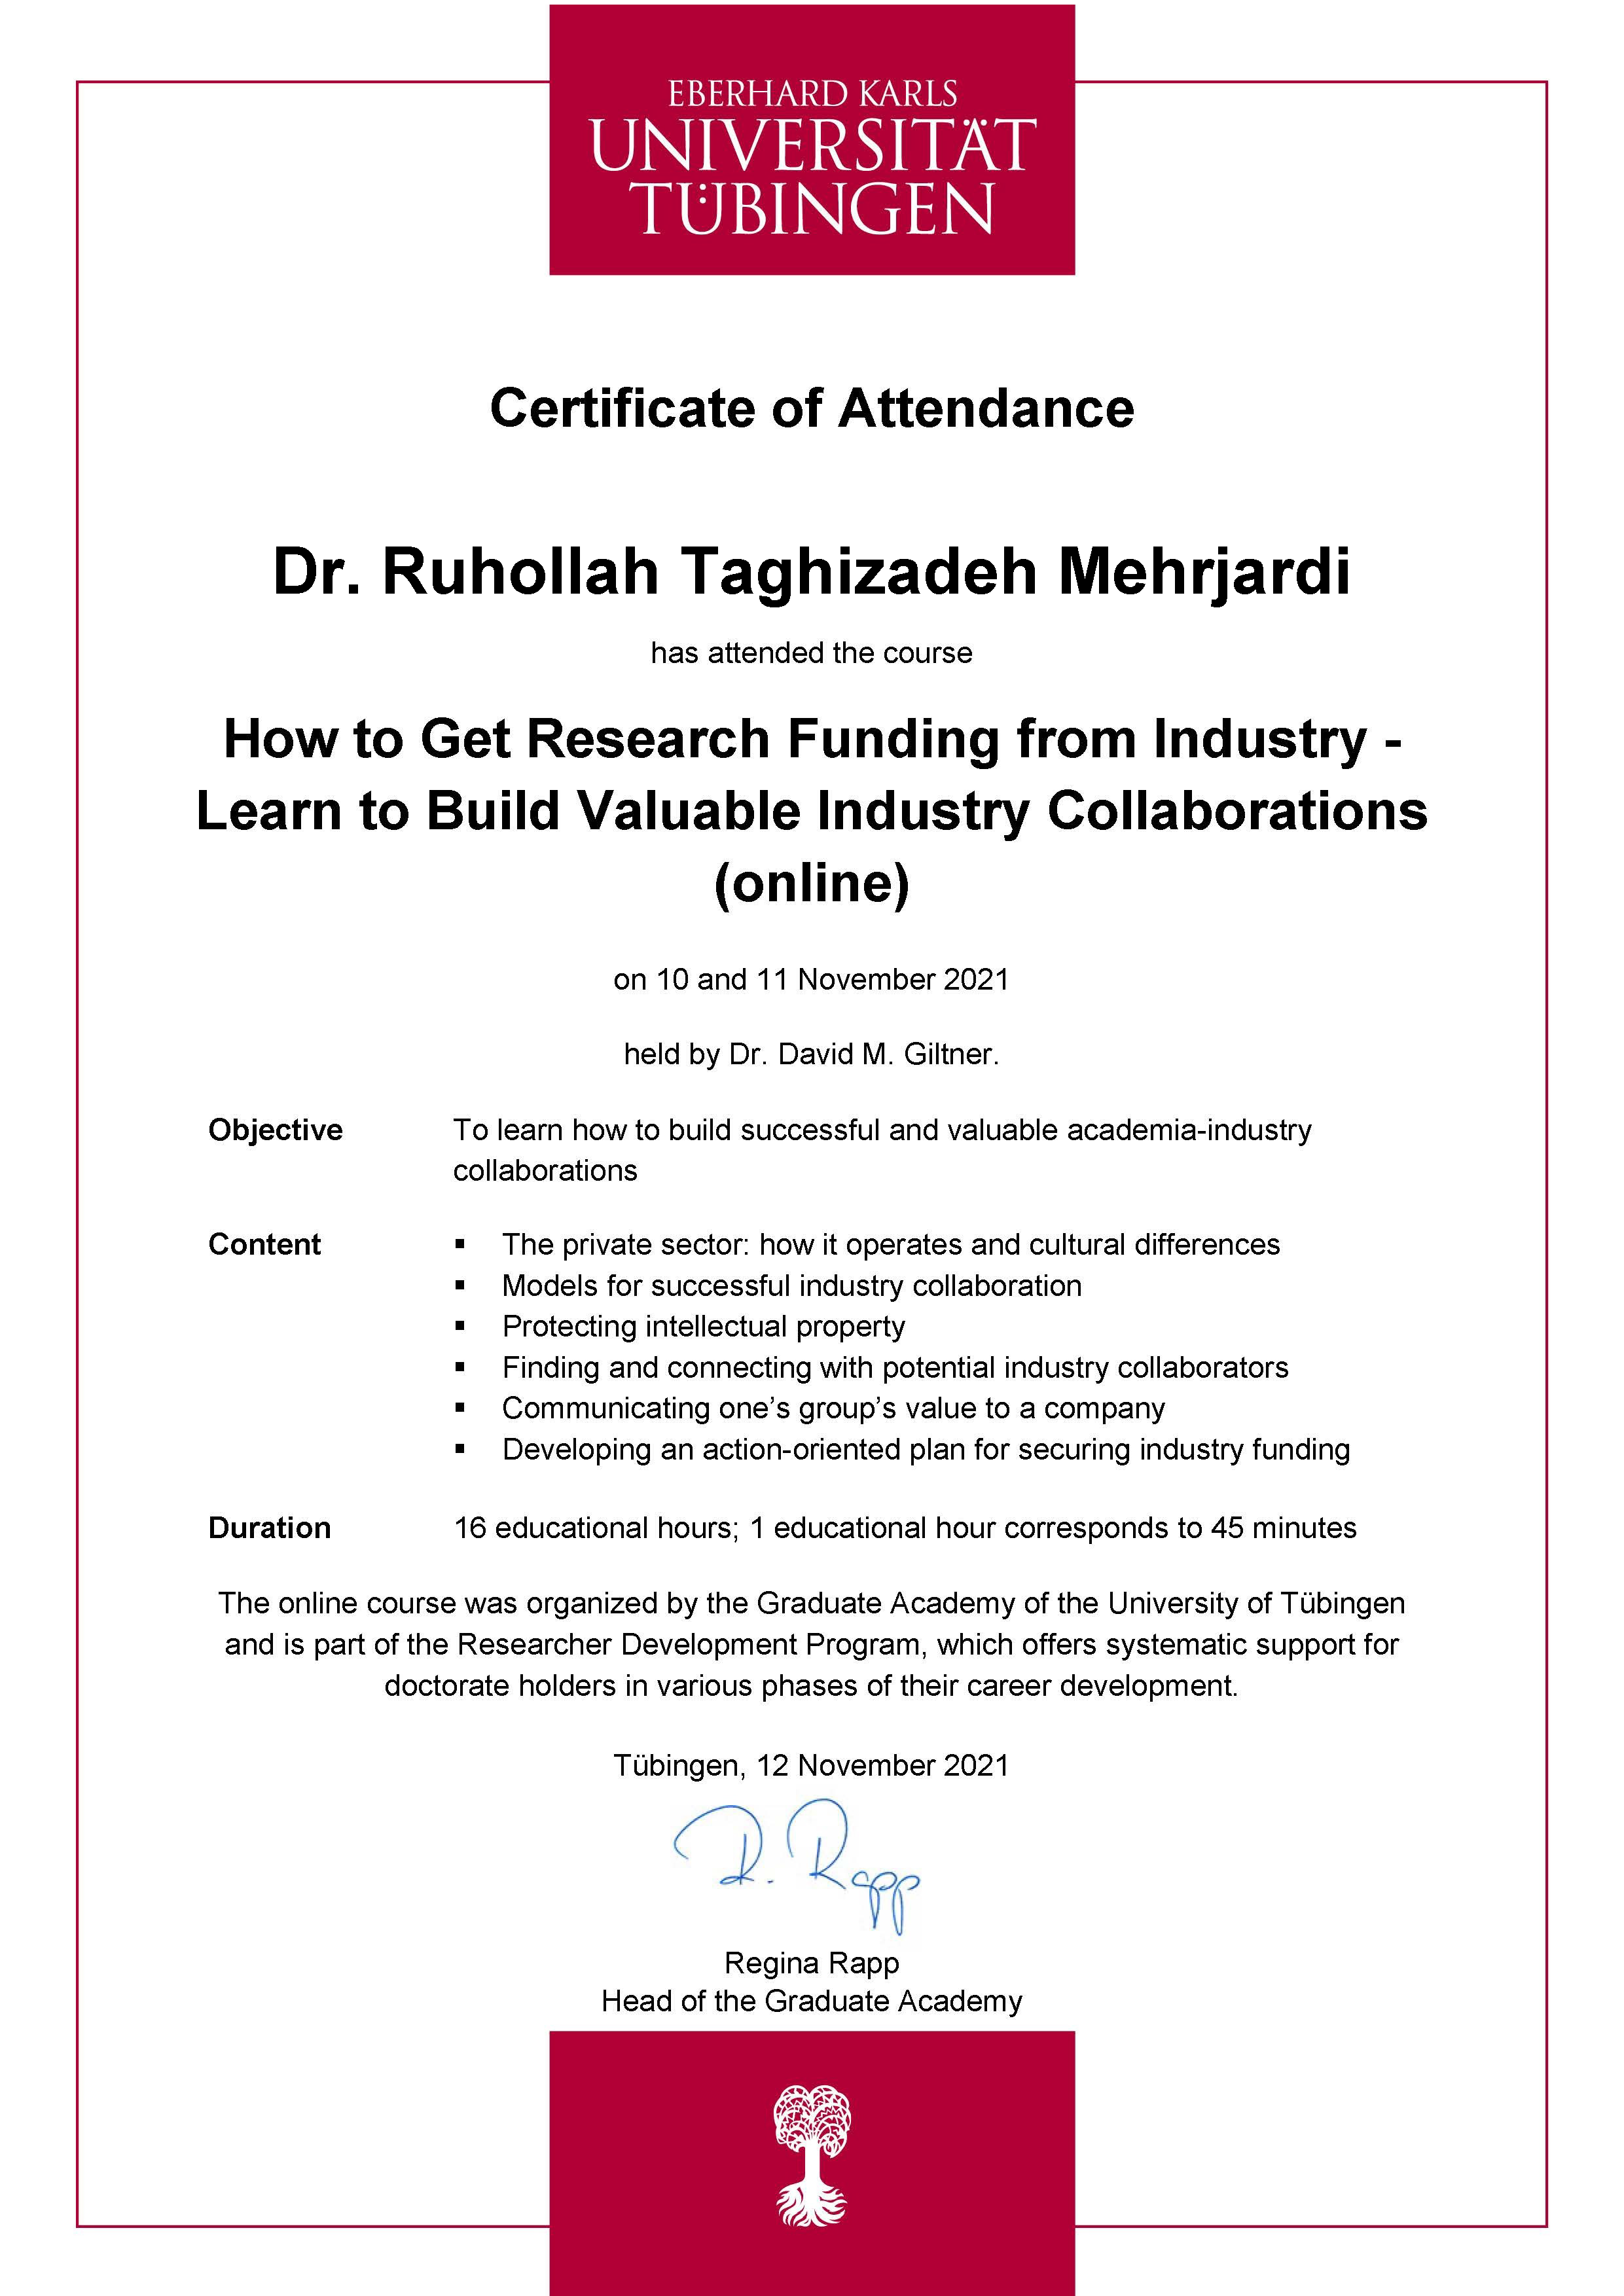 EBERHARD KARLS
UNIVERSITÄT
TÜBINGEN
Certificate of Attendance
Dr. Ruhollah Taghizadeh Mehrjardi
has attended the course
How to Get Research Funding from Industry -
Learn to Build Valuable Industry Collaborations
(online)
on 10 and 11 November 2021
held by Dr. David M. Giltner.
Objective To learn how to build successful and valuable academia-industry
collaborations
Content ▪ The private sector: how it operates and cultural differences
▪ Models for successful industry collaboration
▪ Protecting intellectual property
▪ Finding and connecting with potential industry collaborators
▪ Communicating one’s group’s value to a company
▪ Developing an action-oriented plan for securing industry funding
Duration 16 educational hours; 1 educational hour corresponds to 45 minutes
The online course was organized by the Graduate Academy of the University of Tübingen
and is part of the Researcher Development Program, which offers systematic support for
doctorate holders in various phases of their career development.
Tübingen, 12 November 2021
R. Rapp
Regina Rapp
Head of the Graduate Academy